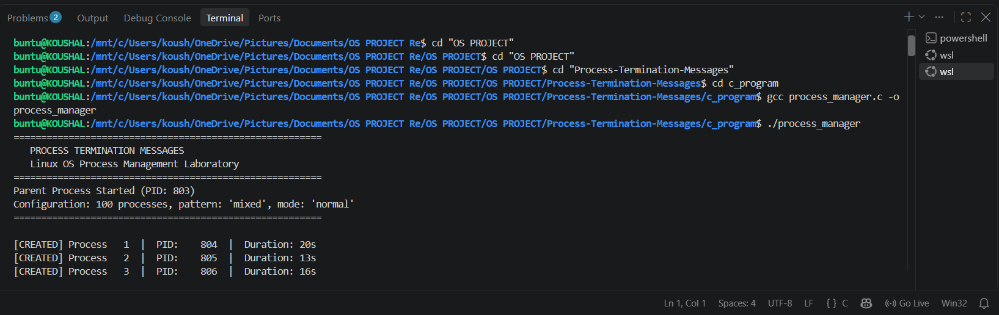 Problems 2 Output Debug Console Terminal Ports
buntu@KOUSHAL:/mnt/c/Users/koush/OneDrive/Pictures/Documents/OS PROJECT Re$ cd "OS PROJECT"
buntu@KOUSHAL:/mnt/c/Users/koush/OneDrive/Pictures/Documents/OS PROJECT Re/OS PROJECT$ cd "OS PROJECT"
buntu@KOUSHAL:/mnt/c/Users/koush/OneDrive/Pictures/Documents/OS PROJECT Re/OS PROJECT/OS PROJECT$ cd "Process-Termination-Messages"
buntu@KOUSHAL:/mnt/c/Users/koush/OneDrive/Pictures/Documents/OS PROJECT Re/OS PROJECT/OS PROJECT/Process-Termination-Messages$ cd c_program
buntu@KOUSHAL:/mnt/c/Users/koush/OneDrive/Pictures/Documents/OS PROJECT Re/OS PROJECT/OS PROJECT/Process-Termination-Messages/c_program$ gcc process_manager.c -o
process_manager
buntu@KOUSHAL:/mnt/c/Users/koush/OneDrive/Pictures/Documents/OS PROJECT Re/OS PROJECT/OS PROJECT/Process-Termination-Messages/c_program$ ./process_manager
========================================================
   PROCESS TERMINATION MESSAGES
   Linux OS Process Management Laboratory
========================================================
Parent Process Started (PID: 803)
Configuration: 100 processes, pattern: 'mixed', mode: 'normal'
========================================================
[CREATED] Process   1  |  PID:    804  |  Duration: 20s
[CREATED] Process   2  |  PID:    805  |  Duration: 13s
[CREATED] Process   3  |  PID:    806  |  Duration: 16s
powershell
wsl
wsl
Ln 1, Col 1 Spaces: 4 UTF-8 LF {} C Go Live Win32